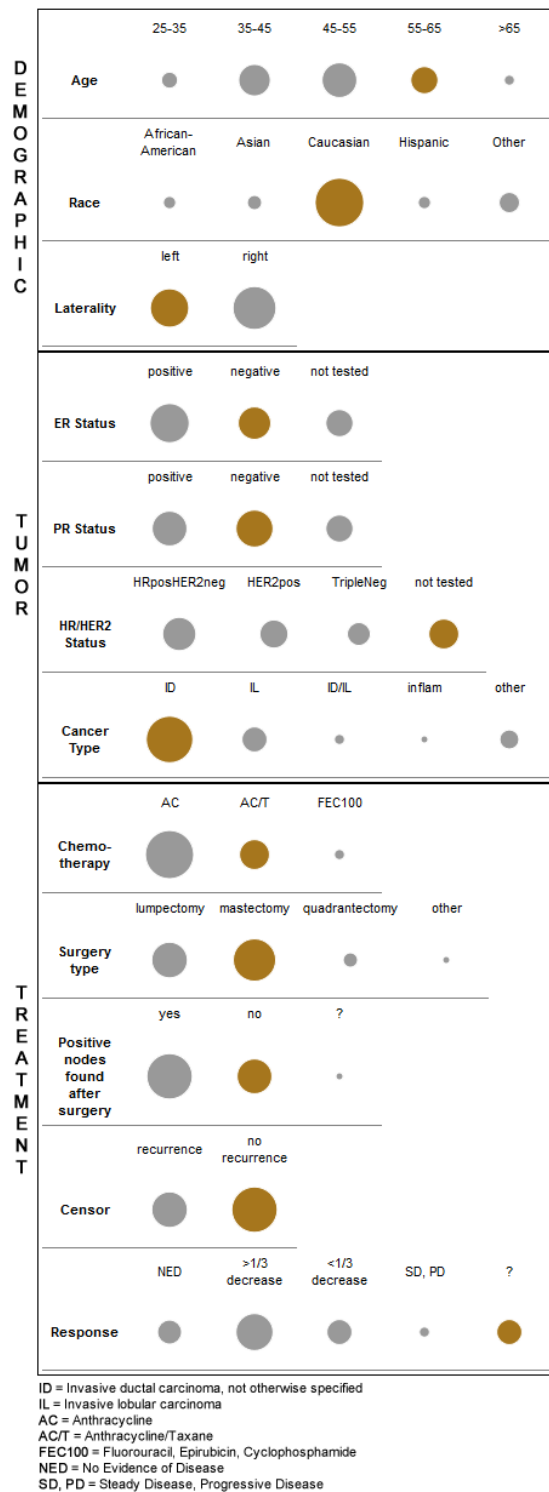 DEMOGRAPHIC
25-35 35-45 45-55 55-65 >65
Age
African-
American Asian Caucasian Hispanic Other
Race
left right
Laterality
TUMOR
positive negative not tested
ER Status
positive negative not tested
PR Status
HRposHER2neg HER2pos TripleNeg not tested
HR/HER2
Status
ID IL ID/IL inflam other
Cancer
Type
TREATMENT
AC AC/T FEC100
Chemo-
therapy
lumpectomy mastectomy quadrantectomy other
Surgery
type
yes no ?
Positive
nodes
found
after
surgery
recurrence no
recurrence
Censor
NED >1/3
decrease <1/3
decrease SD, PD ?
Response
ID = Invasive ductal carcinoma, not otherwise specified
IL = Invasive lobular carcinoma
AC = Anthracycline
AC/T = Anthracycline/Taxane
FEC100 = Fluorouracil, Epirubicin, Cyclophosphamide
NED = No Evidence of Disease
SD, PD = Steady Disease, Progressive Disease